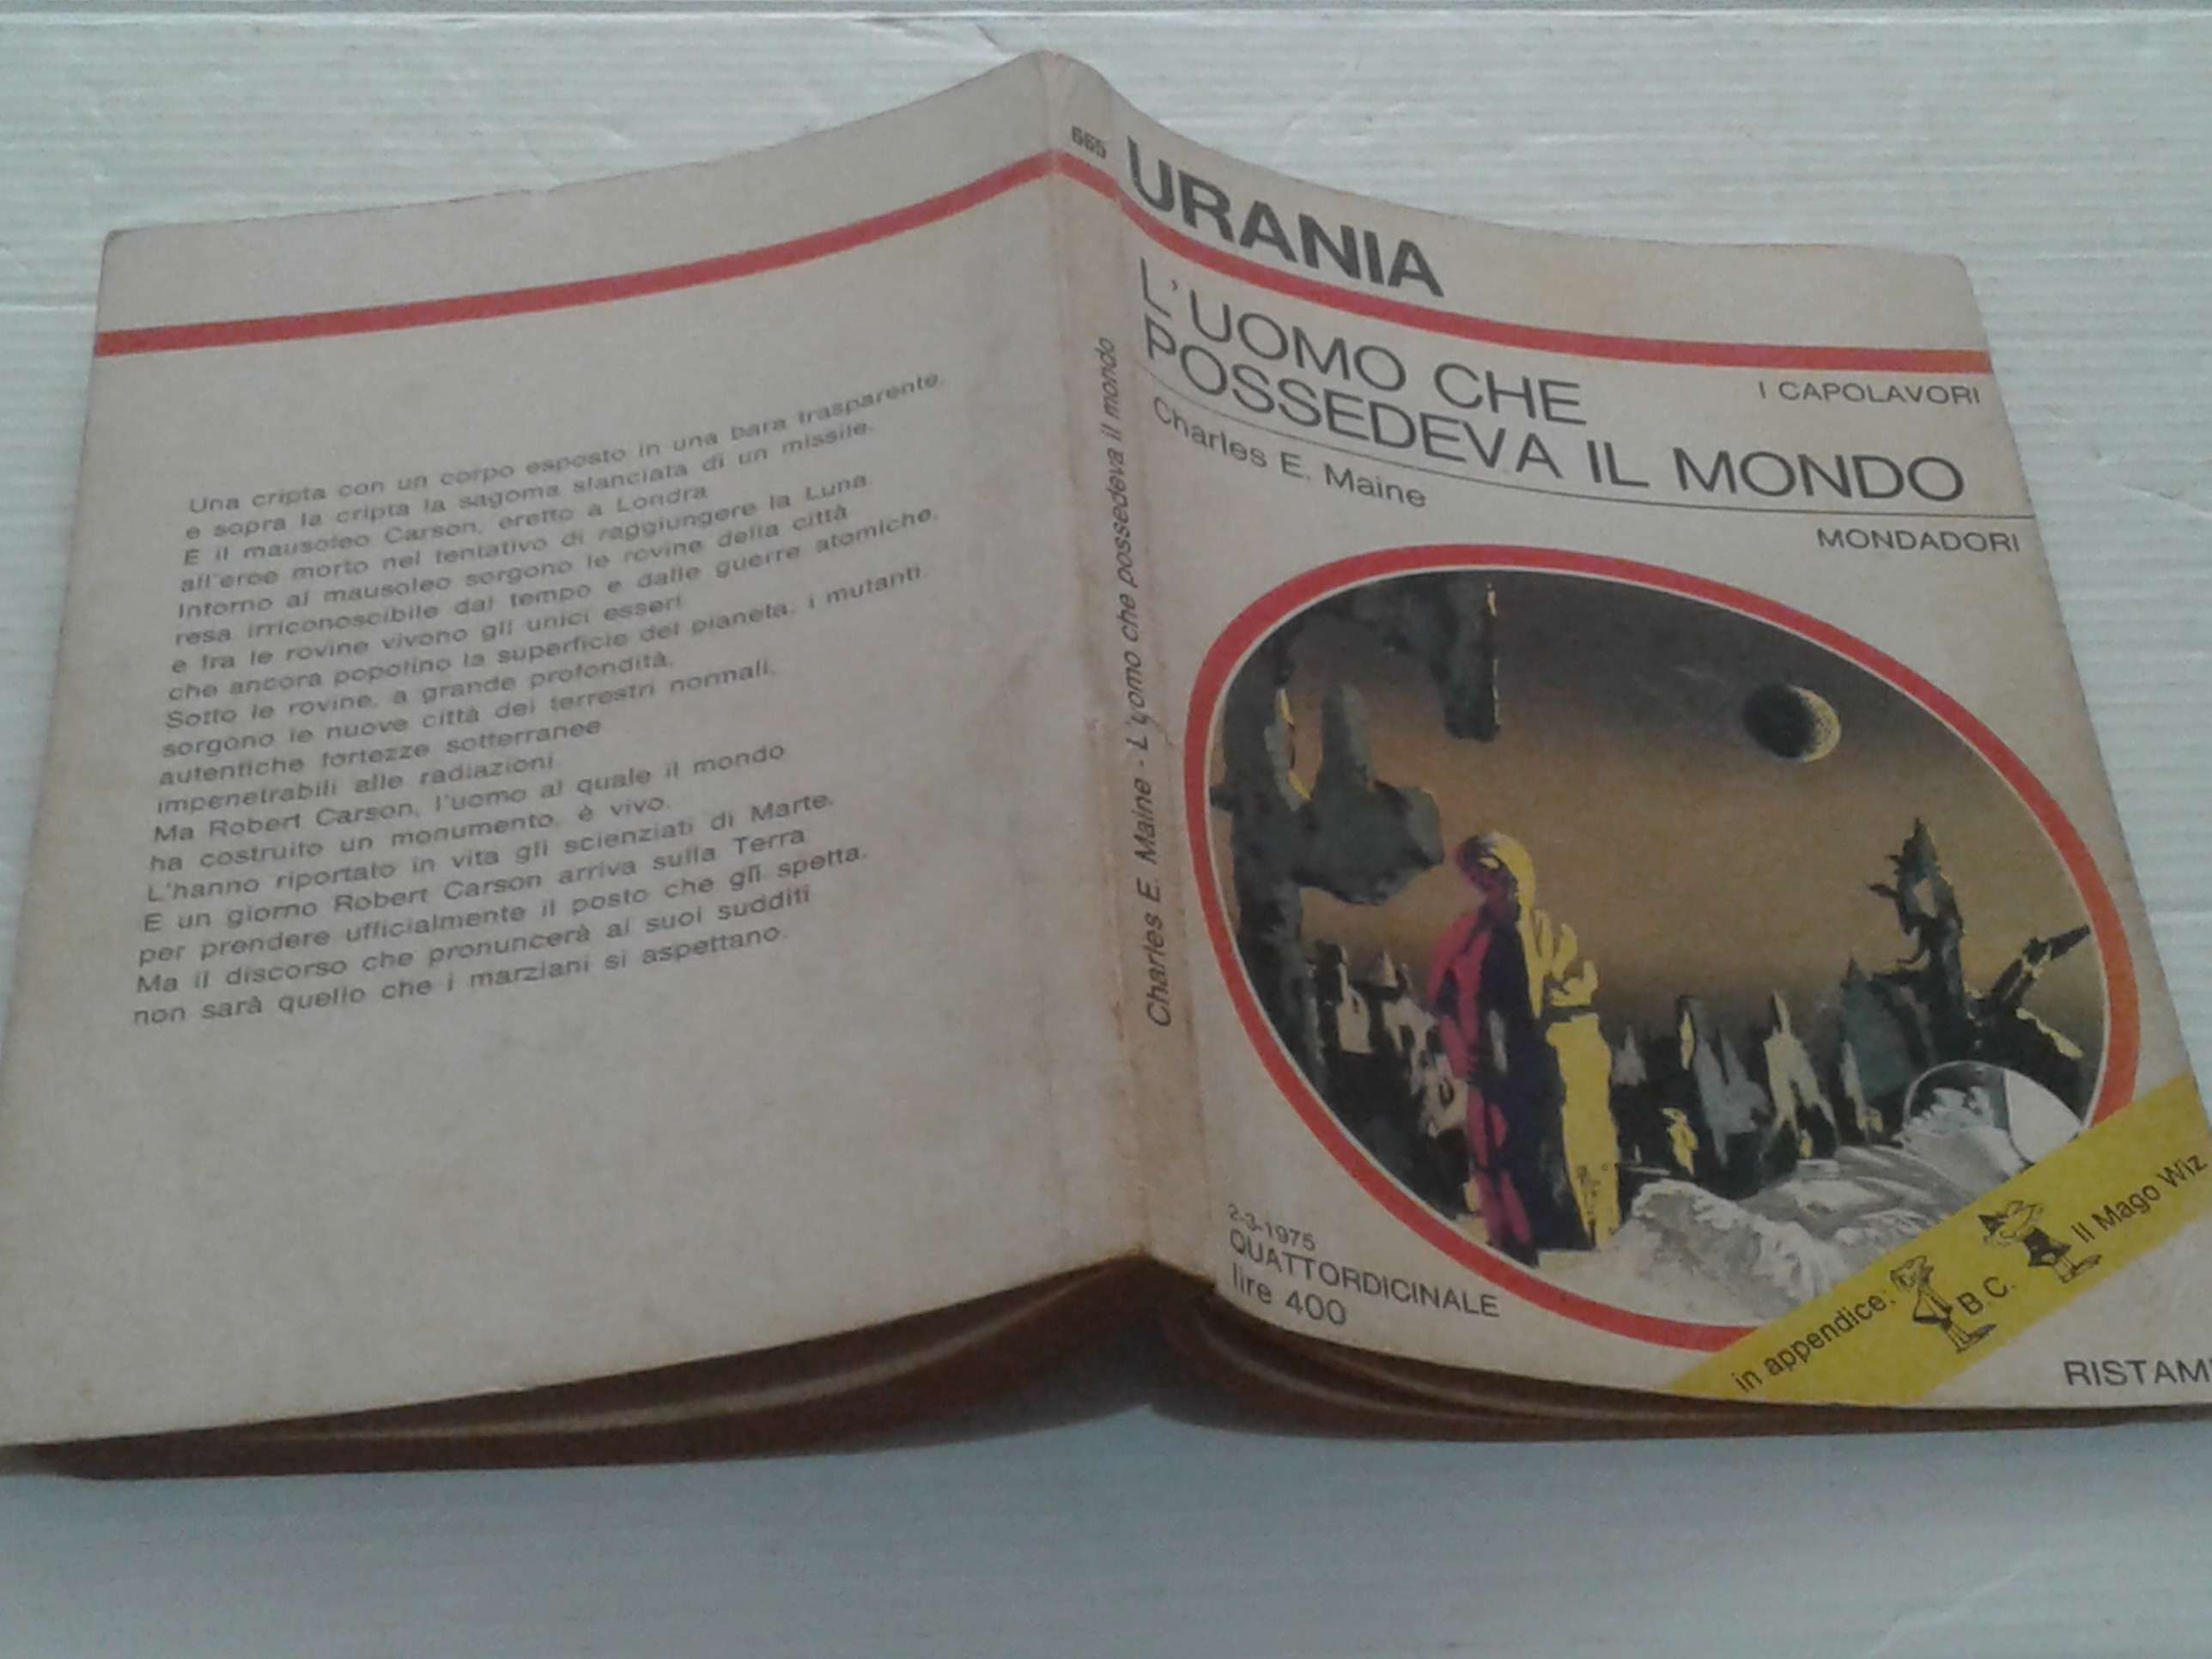 Una cripta con un corpo esposto in una bara trasparente,
e sopra la cripta la sagoma slanciata di un missile.
È il mausoleo Carson, eretto a Londra
all'eroe morto nel tentativo di raggiungere la Luna.
Intorno al mausoleo sorgono le rovine della città
resa irriconoscibile dal tempo e dalle guerre atomiche,
e fra le rovine vivono gli unici esseri
che ancora popolino la superficie del pianeta, i mutanti.
Sotto le rovine, a grande profondità,
sorgono le nuove città dei terrestri normali,
autentiche fortezze sotterranee
impenetrabili alle radiazioni.
Ma Robert Carson, l'uomo al quale il mondo
ha costruito un monumento, è vivo.
L'hanno riportato in vita gli scienziati di Marte.
E un giorno Robert Carson arriva sulla Terra
per prendere ufficialmente il posto che gli spetta.
Ma il discorso che pronuncerà ai suoi sudditi
non sarà quello che i marziani si aspettano.
665
Charles E. Maine - L'uomo che possedeva il mondo
URANIA
I CAPOLAVORI
L'UOMO CHE
POSSEDEVA IL MONDO
Charles E. Maine
MONDADORI
2-3-1975
QUATTORDICINALE
lire 400
in appendice: B.C. Il Mago Wiz
RISTAM